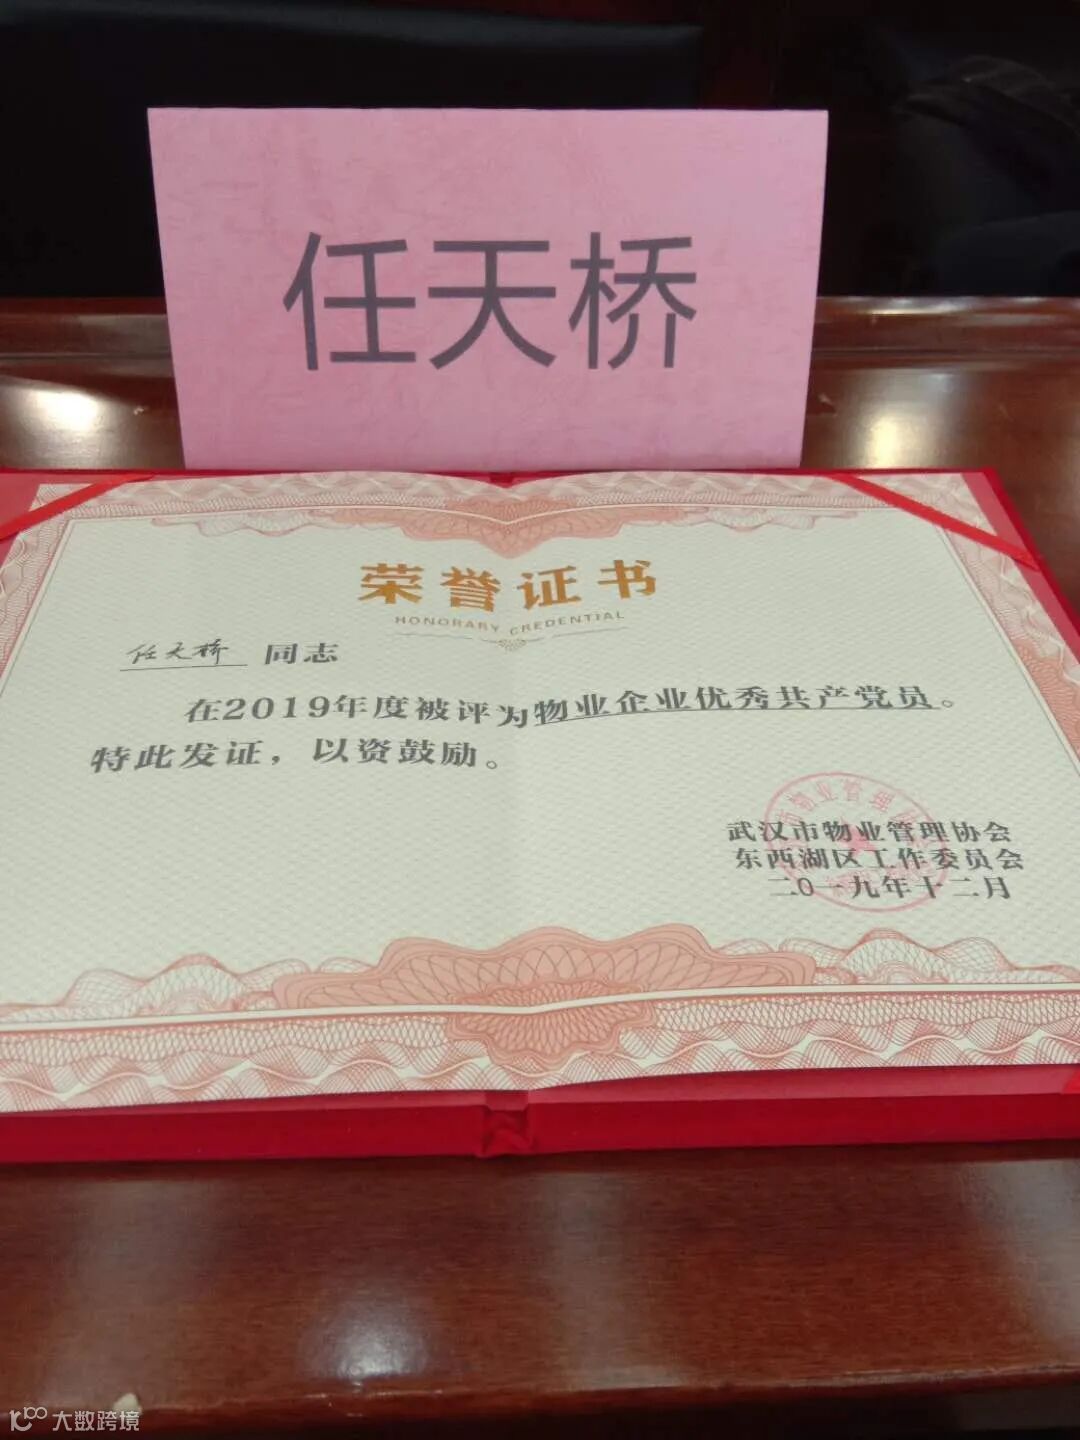 任天桥
荣誉证书
HONORARY CREDENTIAL
任天桥 同志
在2019年度被评为物业企业优秀共产党员。
特此发证，以资鼓励。
武汉市物业管理协会
东西湖区工作委员会
二0一九年十二月
大数跨境